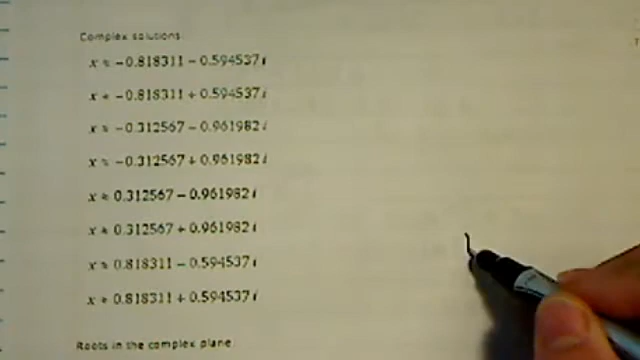 Complex solutions:
x ≈ -0.818311 - 0.594537 i
x ≈ -0.818311 + 0.594537 i
x ≈ -0.312567 - 0.961982 i
x ≈ -0.312567 + 0.961982 i
x ≈ 0.312567 - 0.961982 i
x ≈ 0.312567 + 0.961982 i
x ≈ 0.818311 - 0.594537 i
x ≈ 0.818311 + 0.594537 i
Roots in the complex plane: